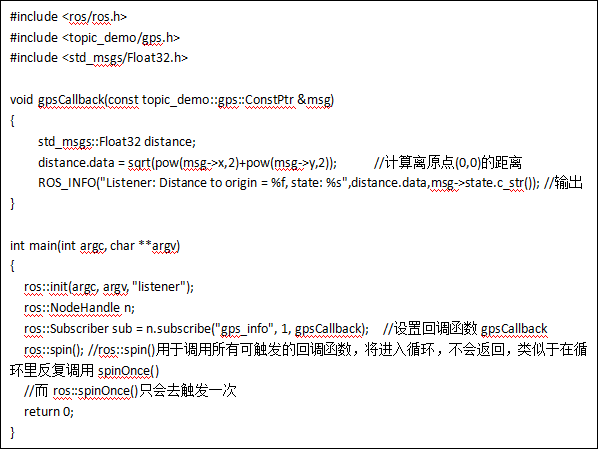 #include <ros/ros.h>
#include <topic_demo/gps.h>
#include <std_msgs/Float32.h>
void gpsCallback(const topic_demo::gps::ConstPtr &msg)
{
std_msgs::Float32 distance;
distance.data = sqrt(pow(msg->x,2)+pow(msg->y,2)); //计算离原点(0,0)的距离
ROS_INFO("Listener: Distance to origin = %f, state: %s",distance.data,msg->state.c_str()); //输出
}
int main(int argc, char **argv)
{
ros::init(argc, argv, "listener");
ros::NodeHandle n;
ros::Subscriber sub = n.subscribe("gps_info", 1, gpsCallback); //设置回调函数 gpsCallback
ros::spin(); //ros::spin()用于调用所有可触发的回调函数，将进入循环，不会返回，类似于在循
环里反复调用 spinOnce()
//而 ros::spinOnce()只会去触发一次
return 0;
}